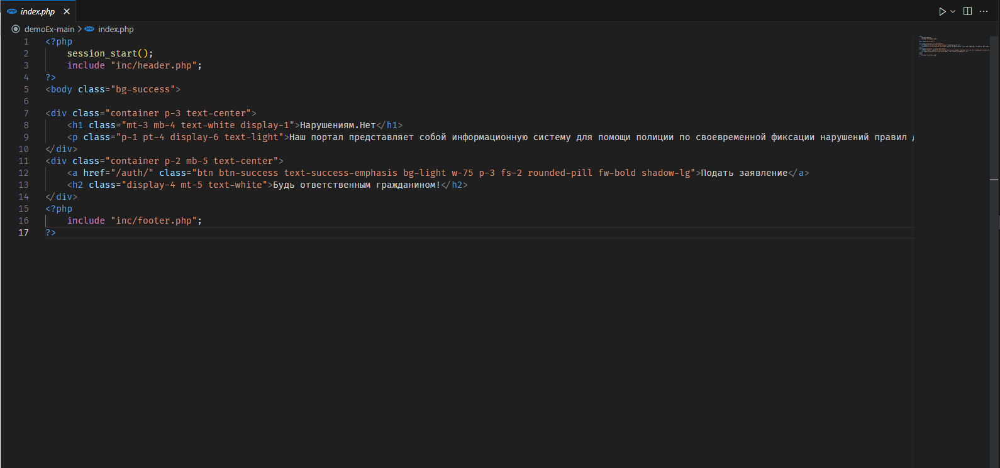 index.php
demoEx-main > index.php
1 <?php
2 session_start();
3 include "inc/header.php";
4 ?>
5 <body class="bg-success">
6
7 <div class="container p-3 text-center">
8 <h1 class="mt-3 mb-4 text-white display-1">Нарушениям.Нет</h1>
9 <p class="p-1 pt-4 display-6 text-light">Наш портал представляет собой информационную систему для помощи полиции по своевременной фиксации нарушений правил
10 </div>
11 <div class="container p-2 mb-5 text-center">
12 <a href="/auth/" class="btn btn-success text-success-emphasis bg-light w-75 p-3 fs-2 rounded-pill fw-bold shadow-lg">Подать заявление</a>
13 <h2 class="display-4 mt-5 text-white">Будь ответственным гражданином!</h2>
14 </div>
15 <?php
16 include "inc/footer.php";
17 ?>